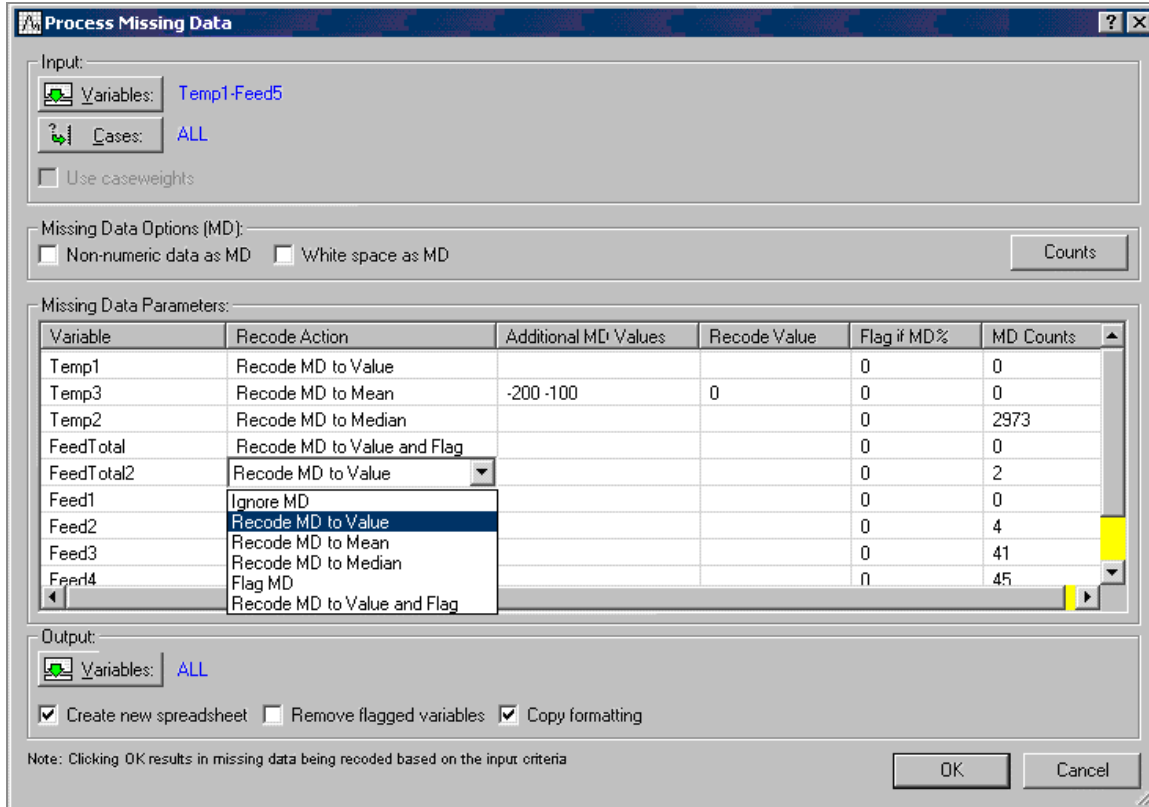 Process Missing Data
Input:
Variables: Temp1-Feed5
Cases: ALL
Use caseweights
Missing Data Options (MD):
Non-numeric data as MD White space as MD Counts
Missing Data Parameters:
Variable Recode Action Additional MD Values Recode Value Flag if MD% MD Counts
Temp1 Recode MD to Value 0 0
Temp3 Recode MD to Mean -200 -100 0 0 0
Temp2 Recode MD to Median 0 2973
FeedTotal Recode MD to Value and Flag 0 0
FeedTotal2 Recode MD to Value 0 2
Feed1 Ignore MD 0 0
Feed2 Recode MD to Value 0 4
Recode MD to Mean
Feed3 0 41
Recode MD to Median
Feed4 Flag MD 0 45
Recode MD to Value and Flag
Output:
Variables: ALL
Create new spreadsheet Remove flagged variables Copy formatting
Note: Clicking OK results in missing data being recoded based on the input criteria
OK Cancel